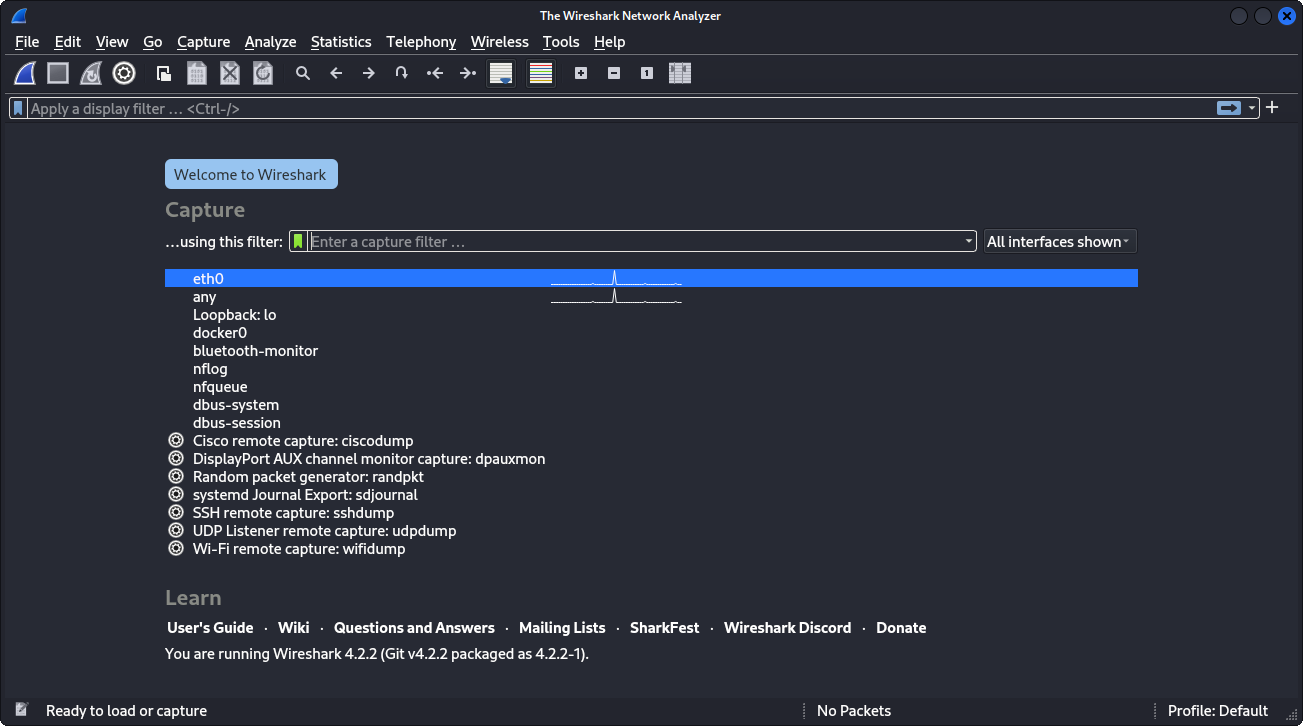 The Wireshark Network Analyzer
File Edit View Go Capture Analyze Statistics Telephony Wireless Tools Help
Apply a display filter … <Ctrl-/>
Welcome to Wireshark
Capture
…using this filter: Enter a capture filter … All interfaces shown
eth0
any
Loopback: lo
docker0
bluetooth-monitor
nflog
nfqueue
dbus-system
dbus-session
Cisco remote capture: ciscodump
DisplayPort AUX channel monitor capture: dpauxmon
Random packet generator: randpkt
systemd Journal Export: sdjournal
SSH remote capture: sshdump
UDP Listener remote capture: udpdump
Wi-Fi remote capture: wifidump
Learn
User's Guide · Wiki · Questions and Answers · Mailing Lists · SharkFest · Wireshark Discord · Donate
You are running Wireshark 4.2.2 (Git v4.2.2 packaged as 4.2.2-1).
Ready to load or capture No Packets Profile: Default